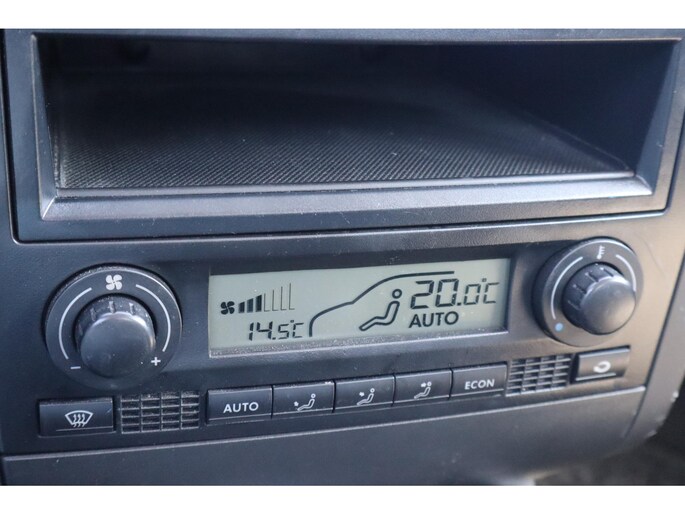 20.0°C
14.5°C AUTO
- +
AUTO ECON